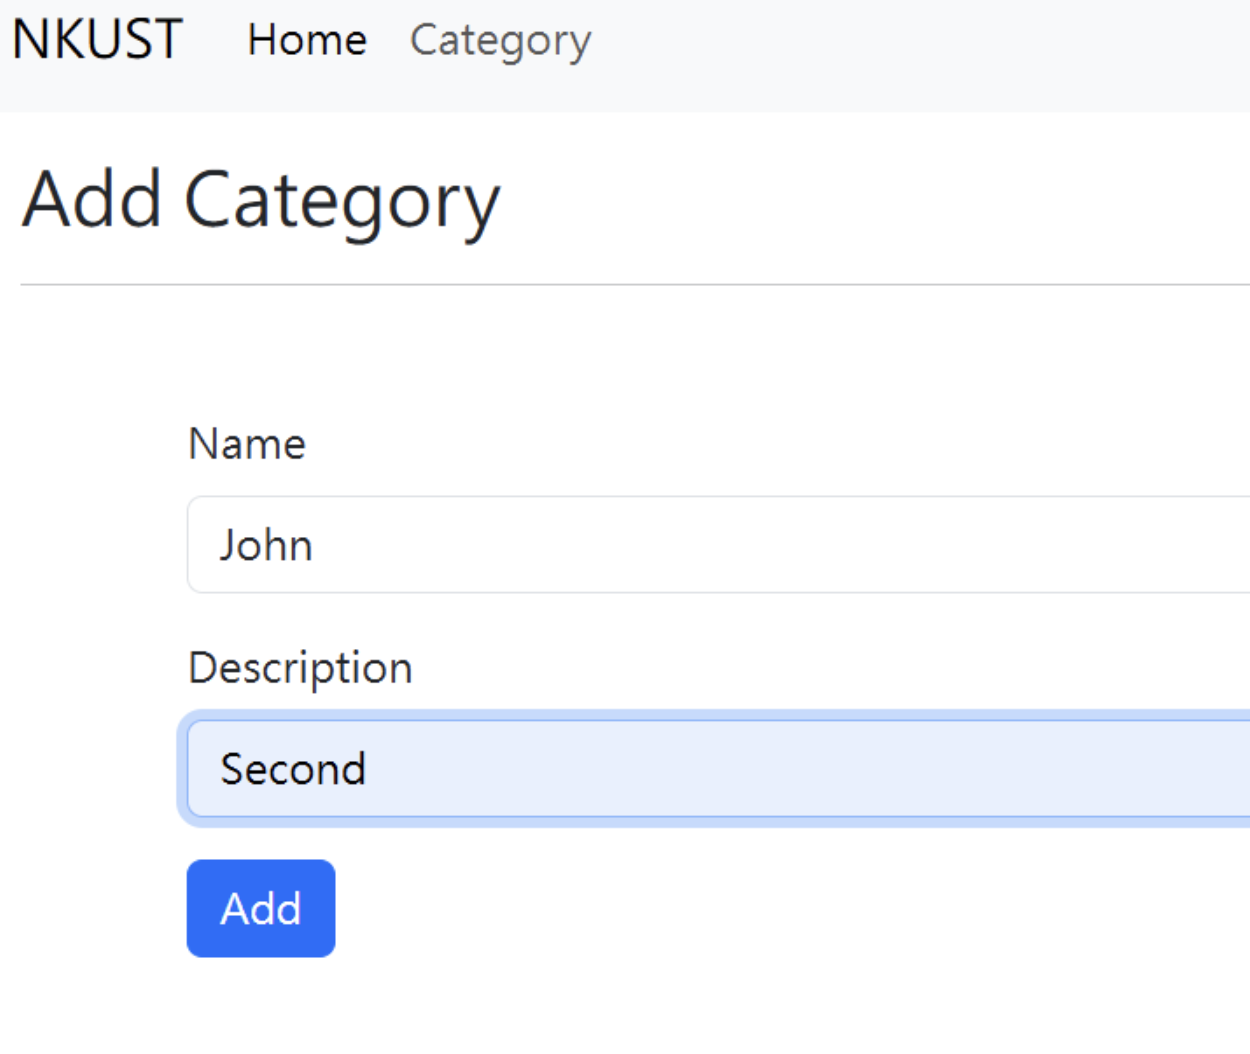 NKUST Home Category
Add Category
Name
John
Description
Second
Add